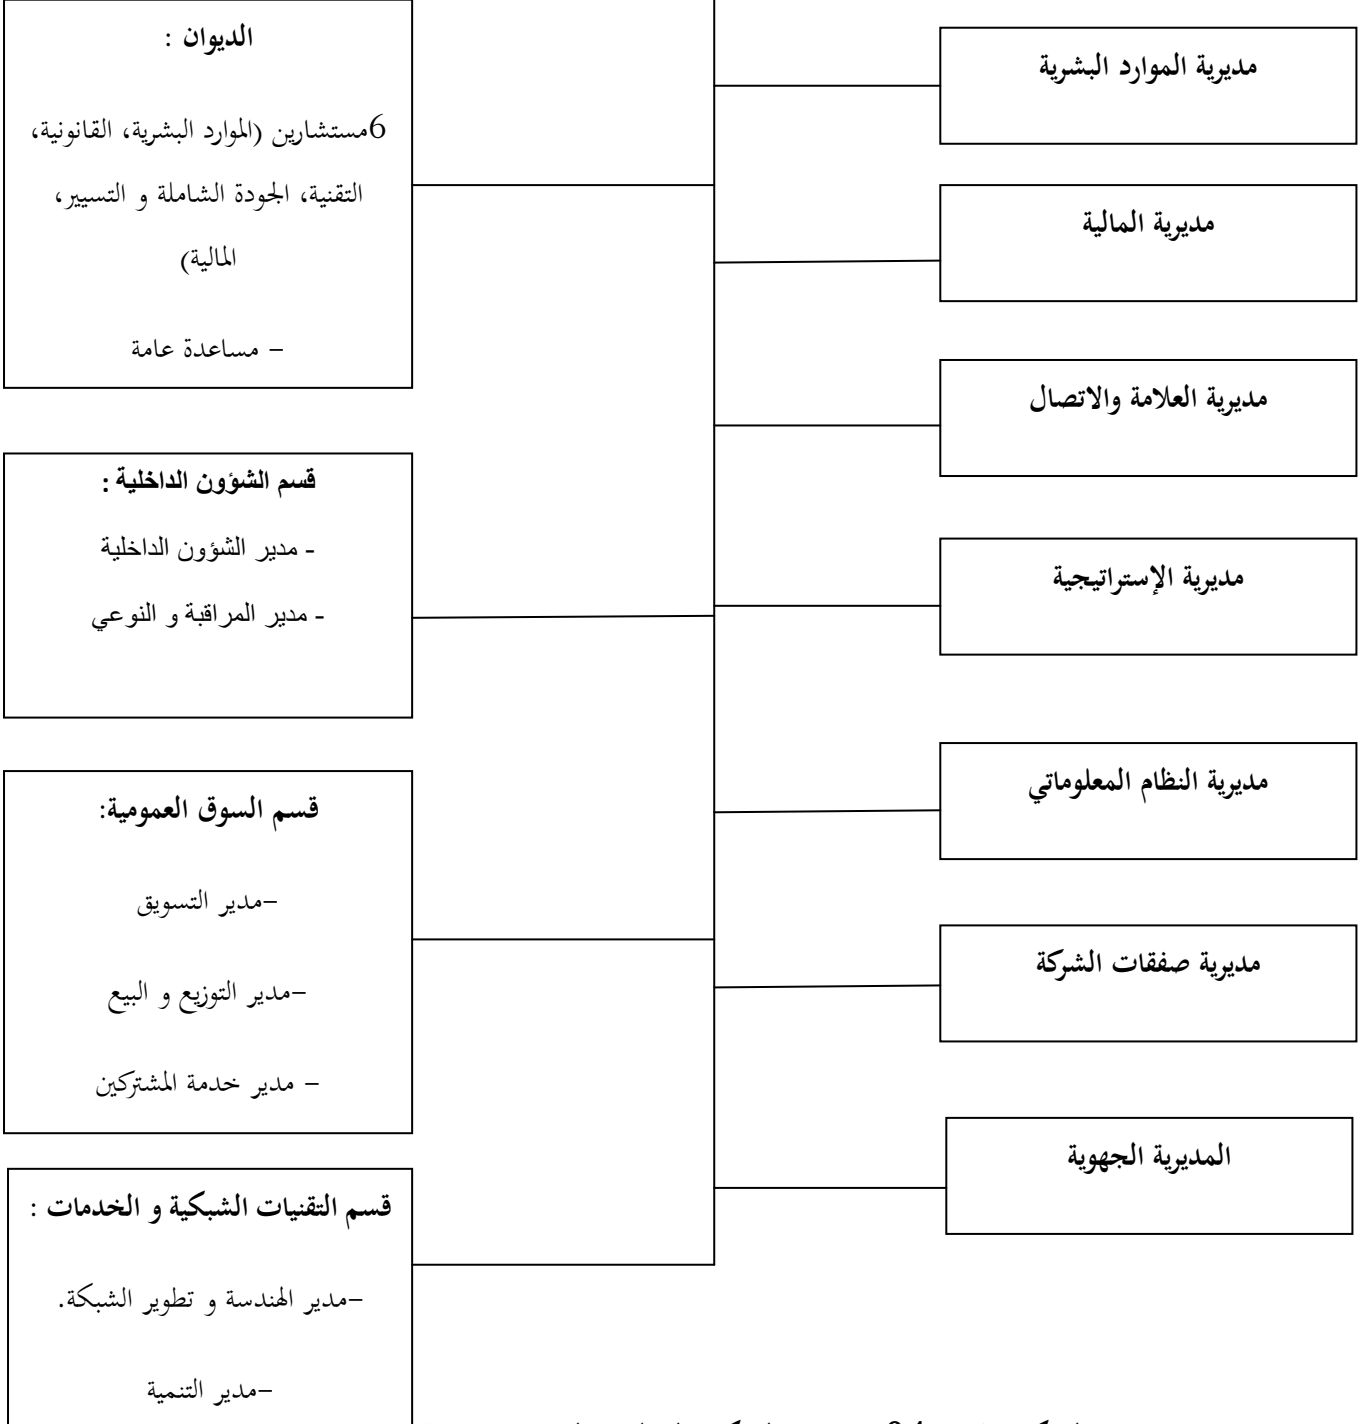 مديرية الموارد البشرية
مديرية المالية
مديرية العلامة والاتصال
مديرية الإستراتيجية
مديرية النظام المعلوماتي
مديرية صفقات الشركة
المديرية الجهوية
الديوان :
6مستشارين (الموارد البشرية، القانونية،
التقنية، الجودة الشاملة و التسيير،
المالية)
– مساعدة عامة
قسم الشؤون الداخلية :
- مدير الشؤون الداخلية
- مدير المراقبة و النوعي
قسم السوق العمومية:
–مدير التسويق
–مدير التوزيع و البيع
– مدير خدمة المشتركين
قسم التقنيات الشبكية و الخدمات :
–مدير الهندسة و تطوير الشبكة.
–مدير التنمية